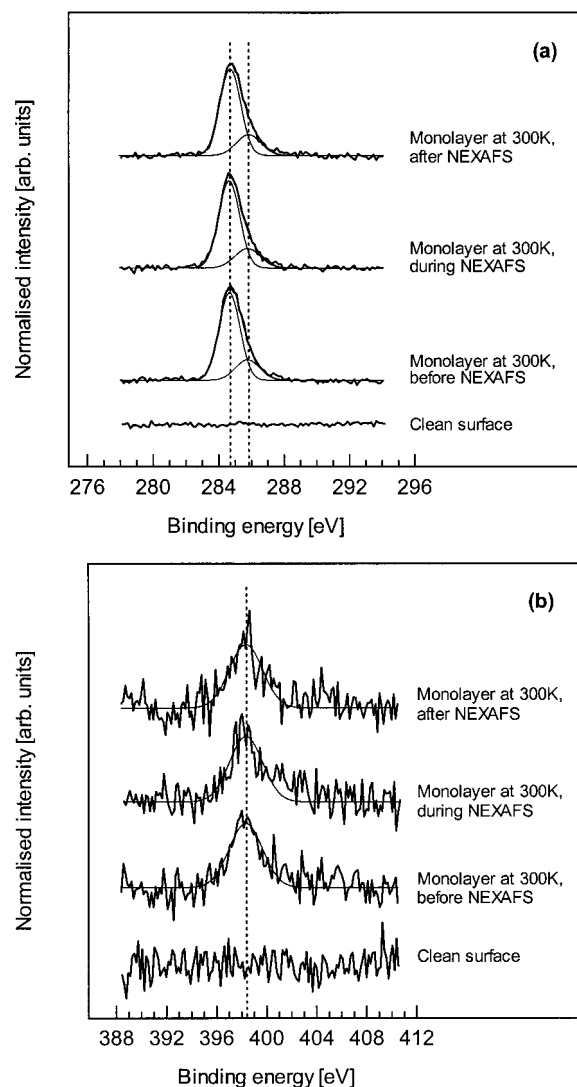 (a)
Normalised intensity [arb. units]
Monolayer at 300K,
after NEXAFS
Monolayer at 300K,
during NEXAFS
Monolayer at 300K,
before NEXAFS
Clean surface
276 280 284 288 292 296
Binding energy [eV]
(b)
Normalised intensity [arb. units]
Monolayer at 300K,
after NEXAFS
Monolayer at 300K,
during NEXAFS
Monolayer at 300K,
before NEXAFS
Clean surface
388 392 396 400 404 408 412
Binding energy [eV]